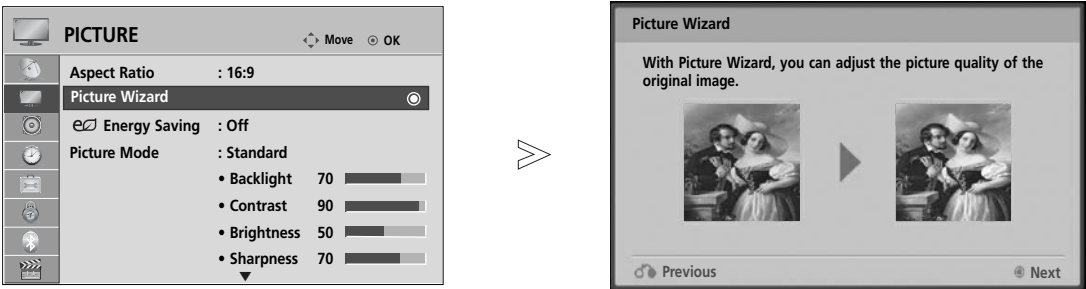 PICTURE
Move OK
Aspect Ratio : 16:9
Picture Wizard
Energy Saving : Off
Picture Mode : Standard
• Backlight 70
• Contrast 90
• Brightness 50
• Sharpness 70
Picture Wizard
With Picture Wizard, you can adjust the picture quality of the
original image.
Previous Next